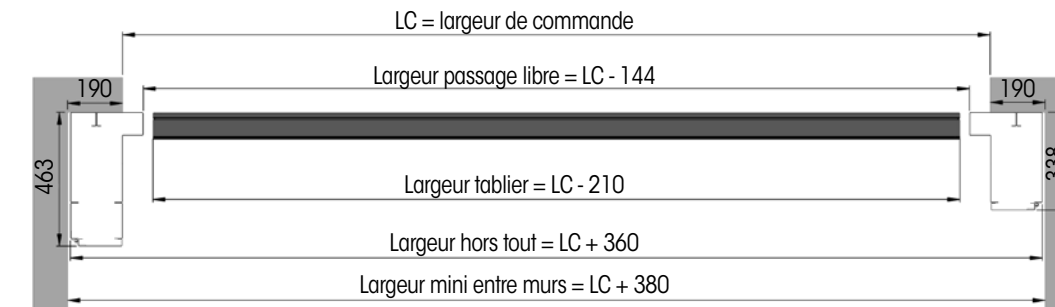 LC = largeur de commande
Largeur passage libre = LC - 144
190
190
463
338
Largeur tablier = LC - 210
Largeur hors tout = LC + 360
Largeur mini entre murs = LC + 380